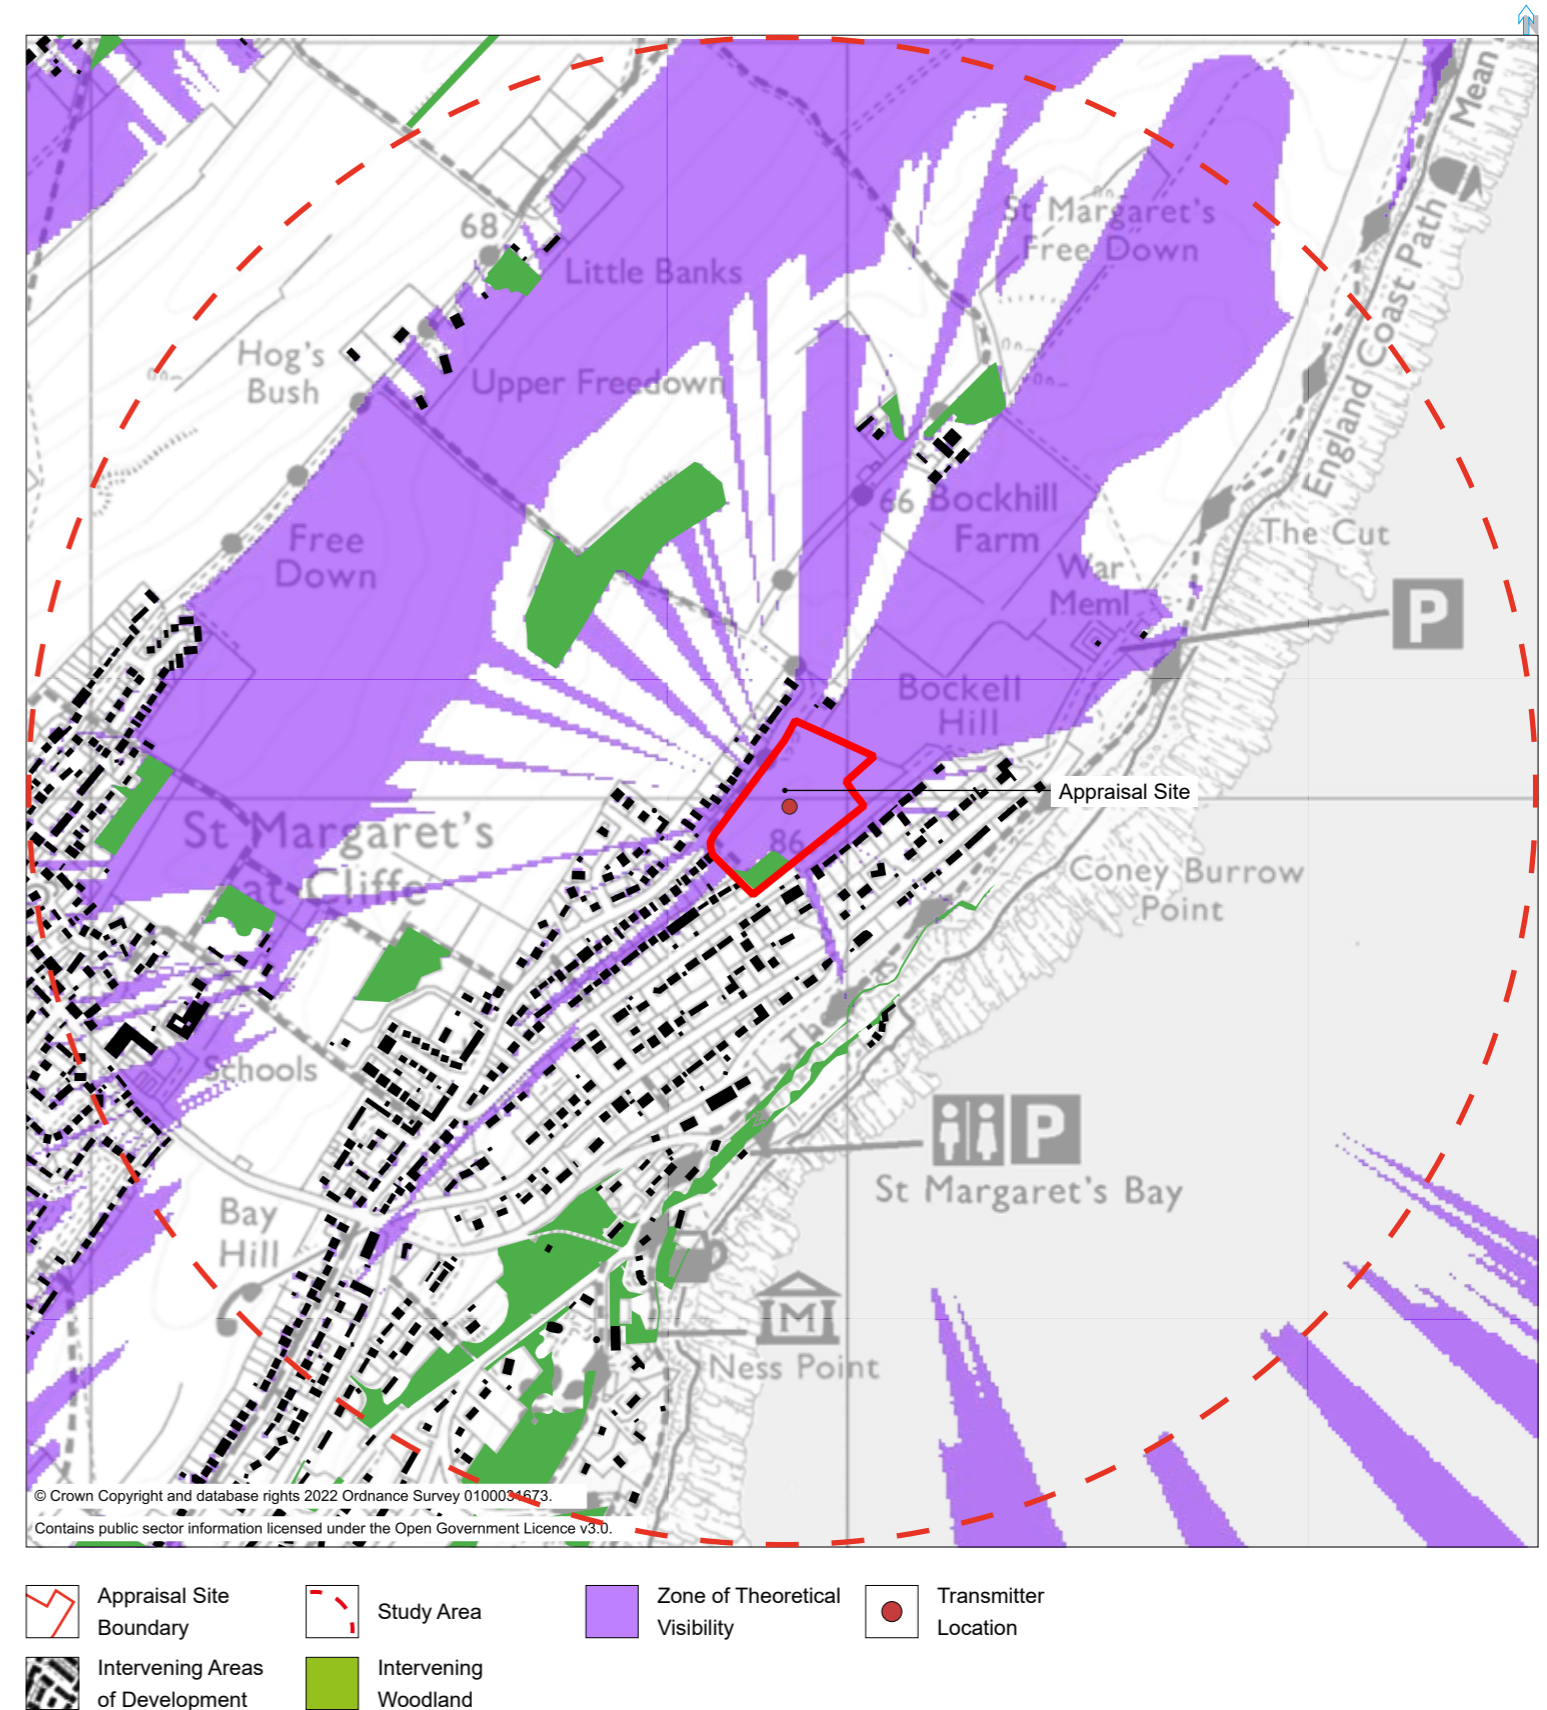 Mean
68
St Margaret's
Free Down
Little Banks
England Coast Path
Hog's
Bush
Upper Freedown
66 Bockhill
Farm
The Cut
Free
Down
War
Meml
P
Bockell
Hill
Appraisal Site
St Margaret's
at Cliffe
86
Coney Burrow
Point
Schools
P
St Margaret's Bay
Bay
Hill
M
Ness Point
© Crown Copyright and database rights 2022 Ordnance Survey 0100031673.
Contains public sector information licensed under the Open Government Licence v3.0.
Appraisal Site
Boundary
Study Area
Zone of Theoretical
Visibility
Transmitter
Location
Intervening Areas
of Development
Intervening
Woodland